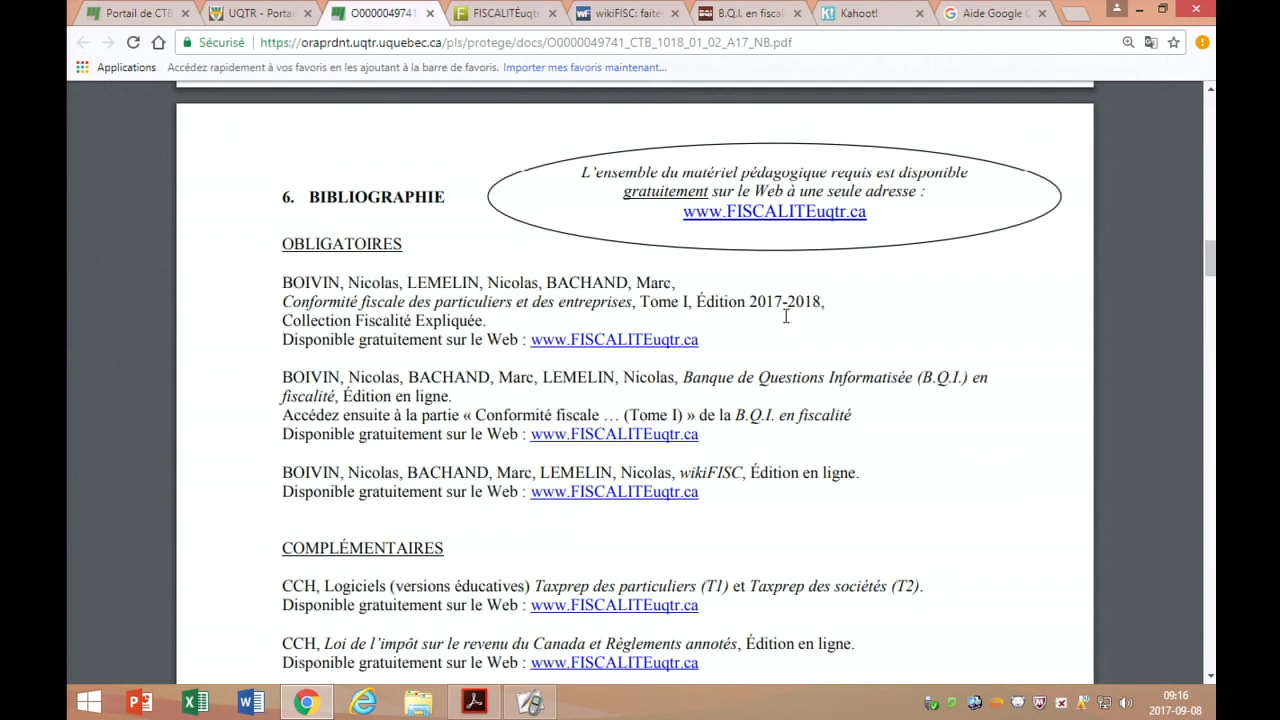 Portail de CTB
UQTR - Porta
O0000049741
FISCALITÉuqt
wikiFISC: faite
B.Q.I. en fiscal
Kahoot!
Aide Google
Sécurisé
https://oraprdnt.uqtr.uquebec.ca/pls/protege/docs/O0000049741_CTB_1018_01_02_A17_NB.pdf
Applications
Accédez rapidement à vos favoris en les ajoutant à la barre de favoris. Importer mes favoris maintenant...
L'ensemble du matériel pédagogique requis est disponible
gratuitement sur le Web à une seule adresse :
www.FISCALITEuqtr.ca
6. BIBLIOGRAPHIE
OBLIGATOIRES
BOIVIN, Nicolas, LEMELIN, Nicolas, BACHAND, Marc,
Conformité fiscale des particuliers et des entreprises, Tome I, Édition 2017-2018,
Collection Fiscalité Expliquée.
Disponible gratuitement sur le Web : www.FISCALITEuqtr.ca
BOIVIN, Nicolas, BACHAND, Marc, LEMELIN, Nicolas, Banque de Questions Informatisée (B.Q.I.) en
fiscalité, Édition en ligne.
Accédez ensuite à la partie « Conformité fiscale … (Tome I) » de la B.Q.I. en fiscalité
Disponible gratuitement sur le Web : www.FISCALITEuqtr.ca
BOIVIN, Nicolas, BACHAND, Marc, LEMELIN, Nicolas, wikiFISC, Édition en ligne.
Disponible gratuitement sur le Web : www.FISCALITEuqtr.ca
COMPLÉMENTAIRES
CCH, Logiciels (versions éducatives) Taxprep des particuliers (T1) et Taxprep des sociétés (T2).
Disponible gratuitement sur le Web : www.FISCALITEuqtr.ca
CCH, Loi de l'impôt sur le revenu du Canada et Règlements annotés, Édition en ligne.
Disponible gratuitement sur le Web : www.FISCALITEuqtr.ca
09:16
2017-09-08